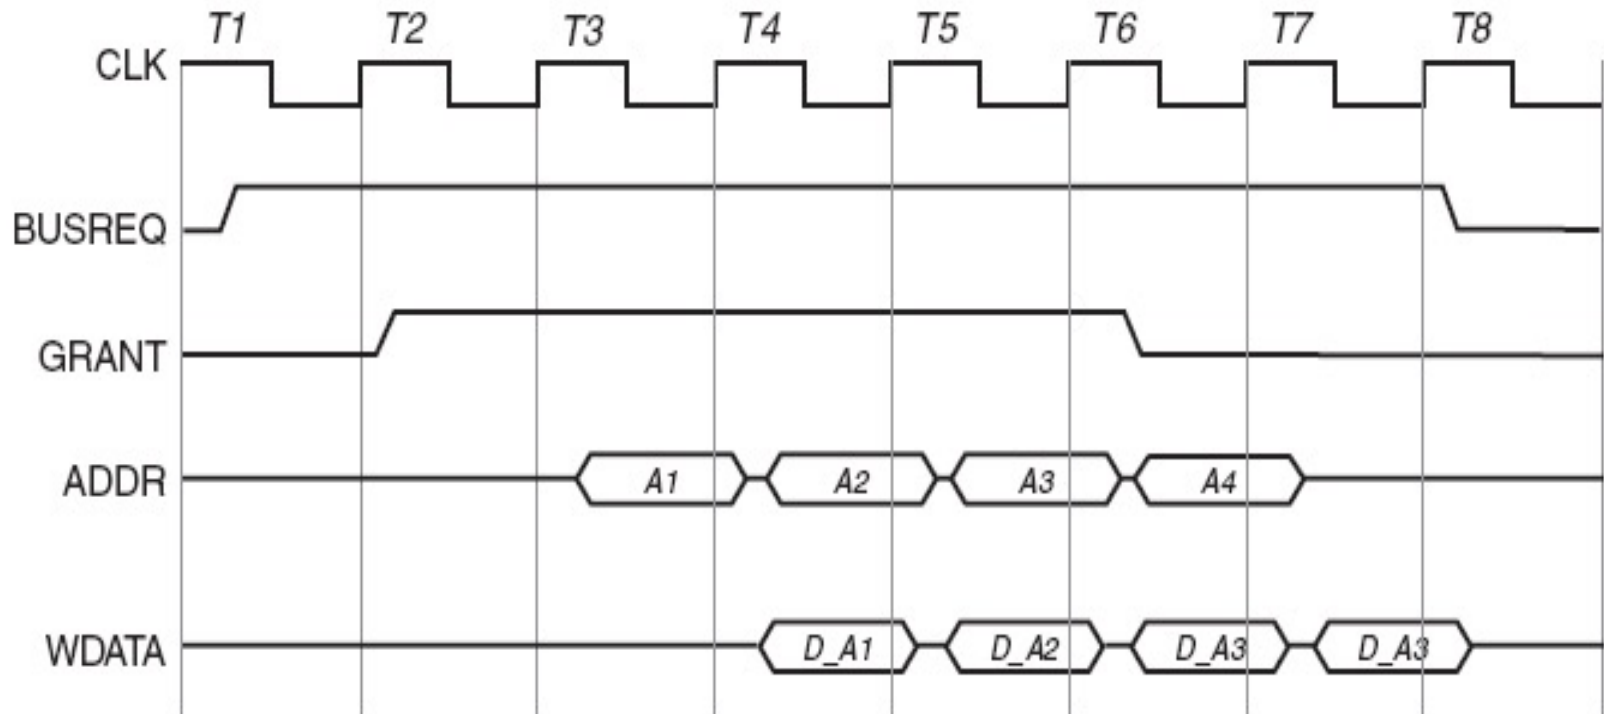 T1 T2 T3 T4 T5 T6 T7 T8
CLK
BUSREQ
GRANT
ADDR A1 A2 A3 A4
WDATA D_A1 D_A2 D_A3 D_A3